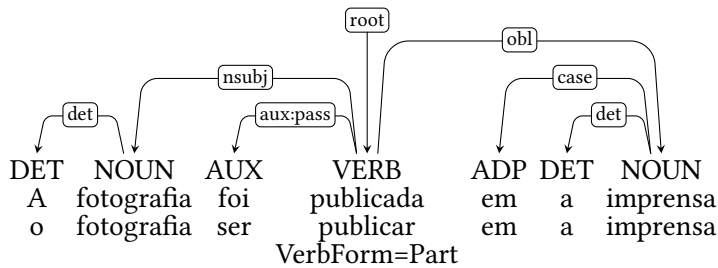 root
obl
nsubj
case
det
aux:pass
det
DET NOUN AUX VERB ADP DET NOUN
A fotografia foi publicada em a imprensa
o fotografia ser publicar em a imprensa
VerbForm=Part